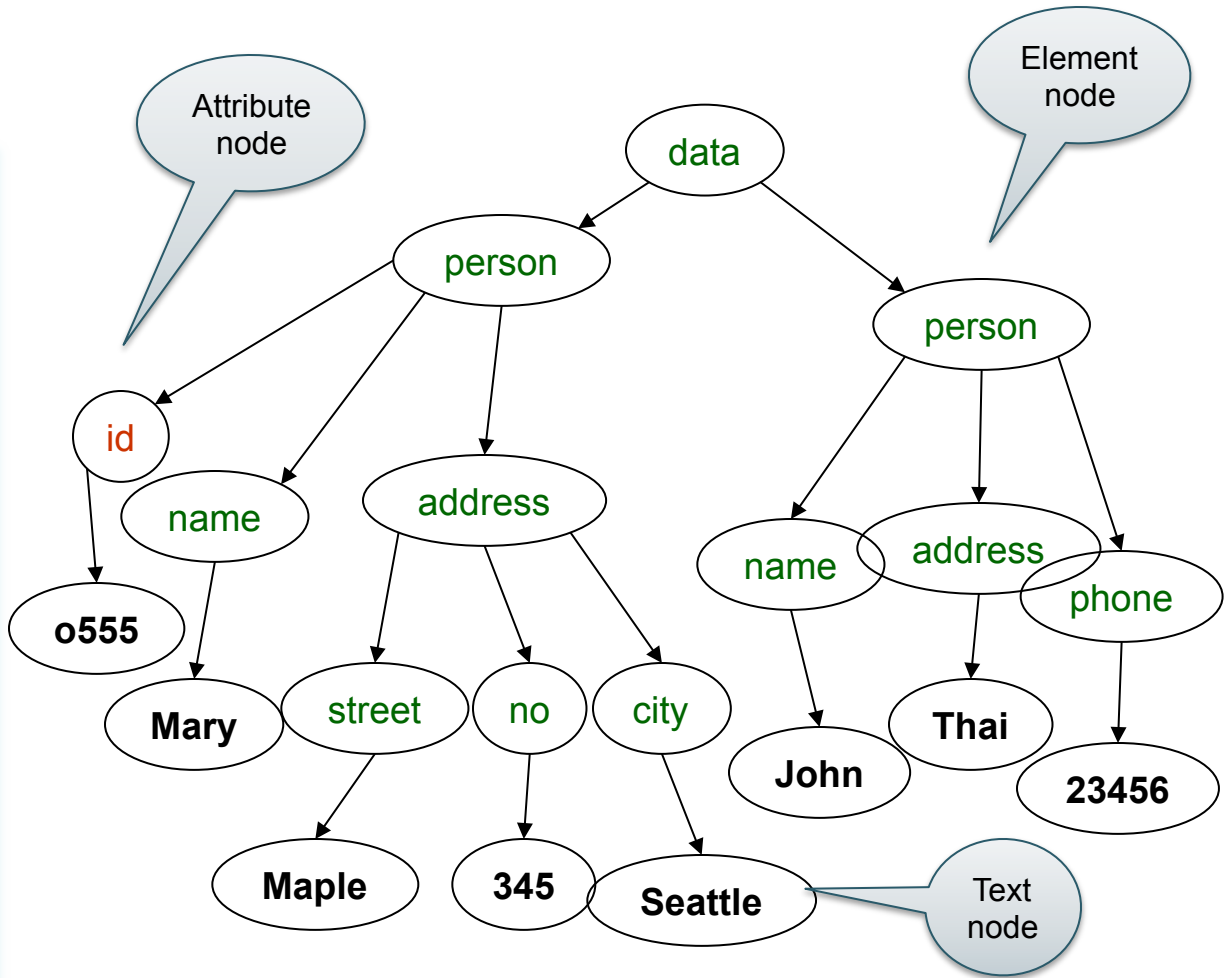 Element
node
Attribute
node
data
person
person
id
name
address
name
address
phone
o555
Mary
street
no
city
John
Thai
23456
Maple
345
Seattle
Text
node